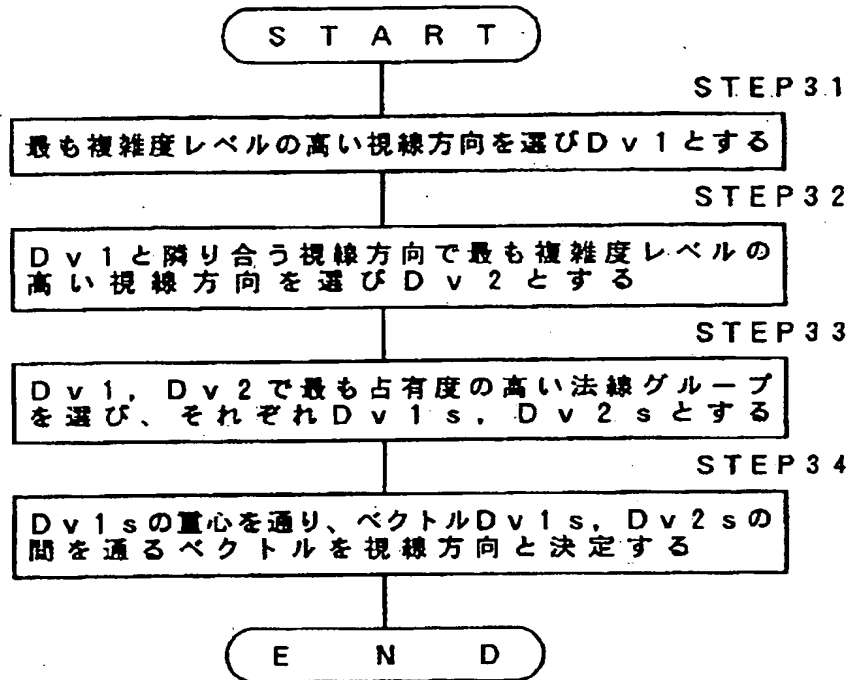 START
STEP31
最も複雑度レベルの高い視線方向を選びDv1とする
STEP32
Dv1と隣り合う視線方向で最も複雑度レベルの
高い視線方向を選びDv2とする
STEP33
Dv1，Dv2で最も占有度の高い法線グループ
を選び、それぞれDv1s，Dv2sとする
STEP34
Dv1sの重心を通り、ベクトルDv1s，Dv2sの
間を通るベクトルを視線方向と決定する
END